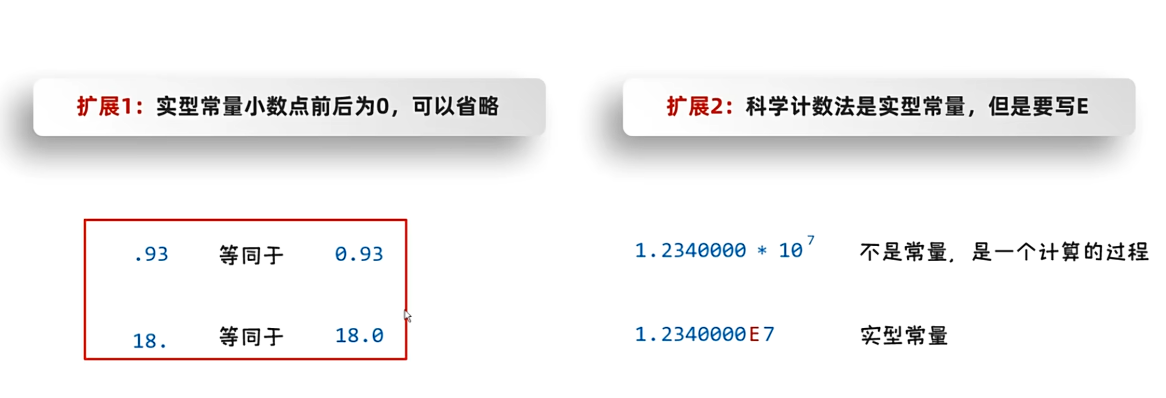 扩展1：实型常量小数点前后为0，可以省略
.93 等同于 0.93
18. 等同于 18.0
扩展2：科学计数法是实型常量，但是要写E
1.2340000 * 10⁷ 不是常量，是一个计算的过程
1.2340000E7 实型常量